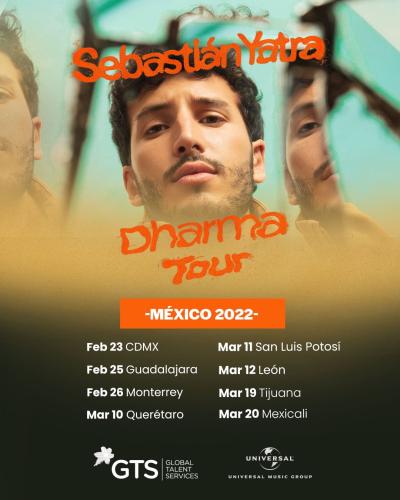 Sebastián Yatra
Dharma
Tour
-MÉXICO 2022-
Feb 23 CDMX
Feb 25 Guadalajara
Feb 26 Monterrey
Mar 10 Querétaro
Mar 11 San Luis Potosí
Mar 12 León
Mar 19 Tijuana
Mar 20 Mexicali
GTS
GLOBAL
TALENT
SERVICES
UNIVERSAL
UNIVERSAL MUSIC GROUP